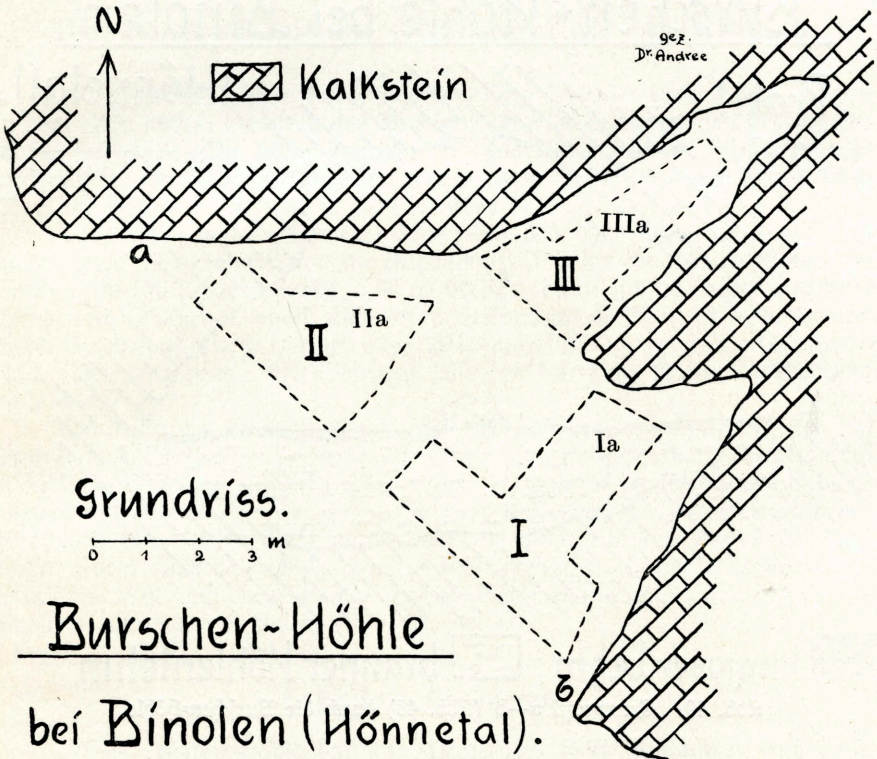 N
gez.
Dr. Andree
Kalkstein
a
IIIa
III
IIa
II
Ia
I
Grundriss.
0 1 2 3 m
b
Burschen-Höhle
bei Binolen (Hönnetal).